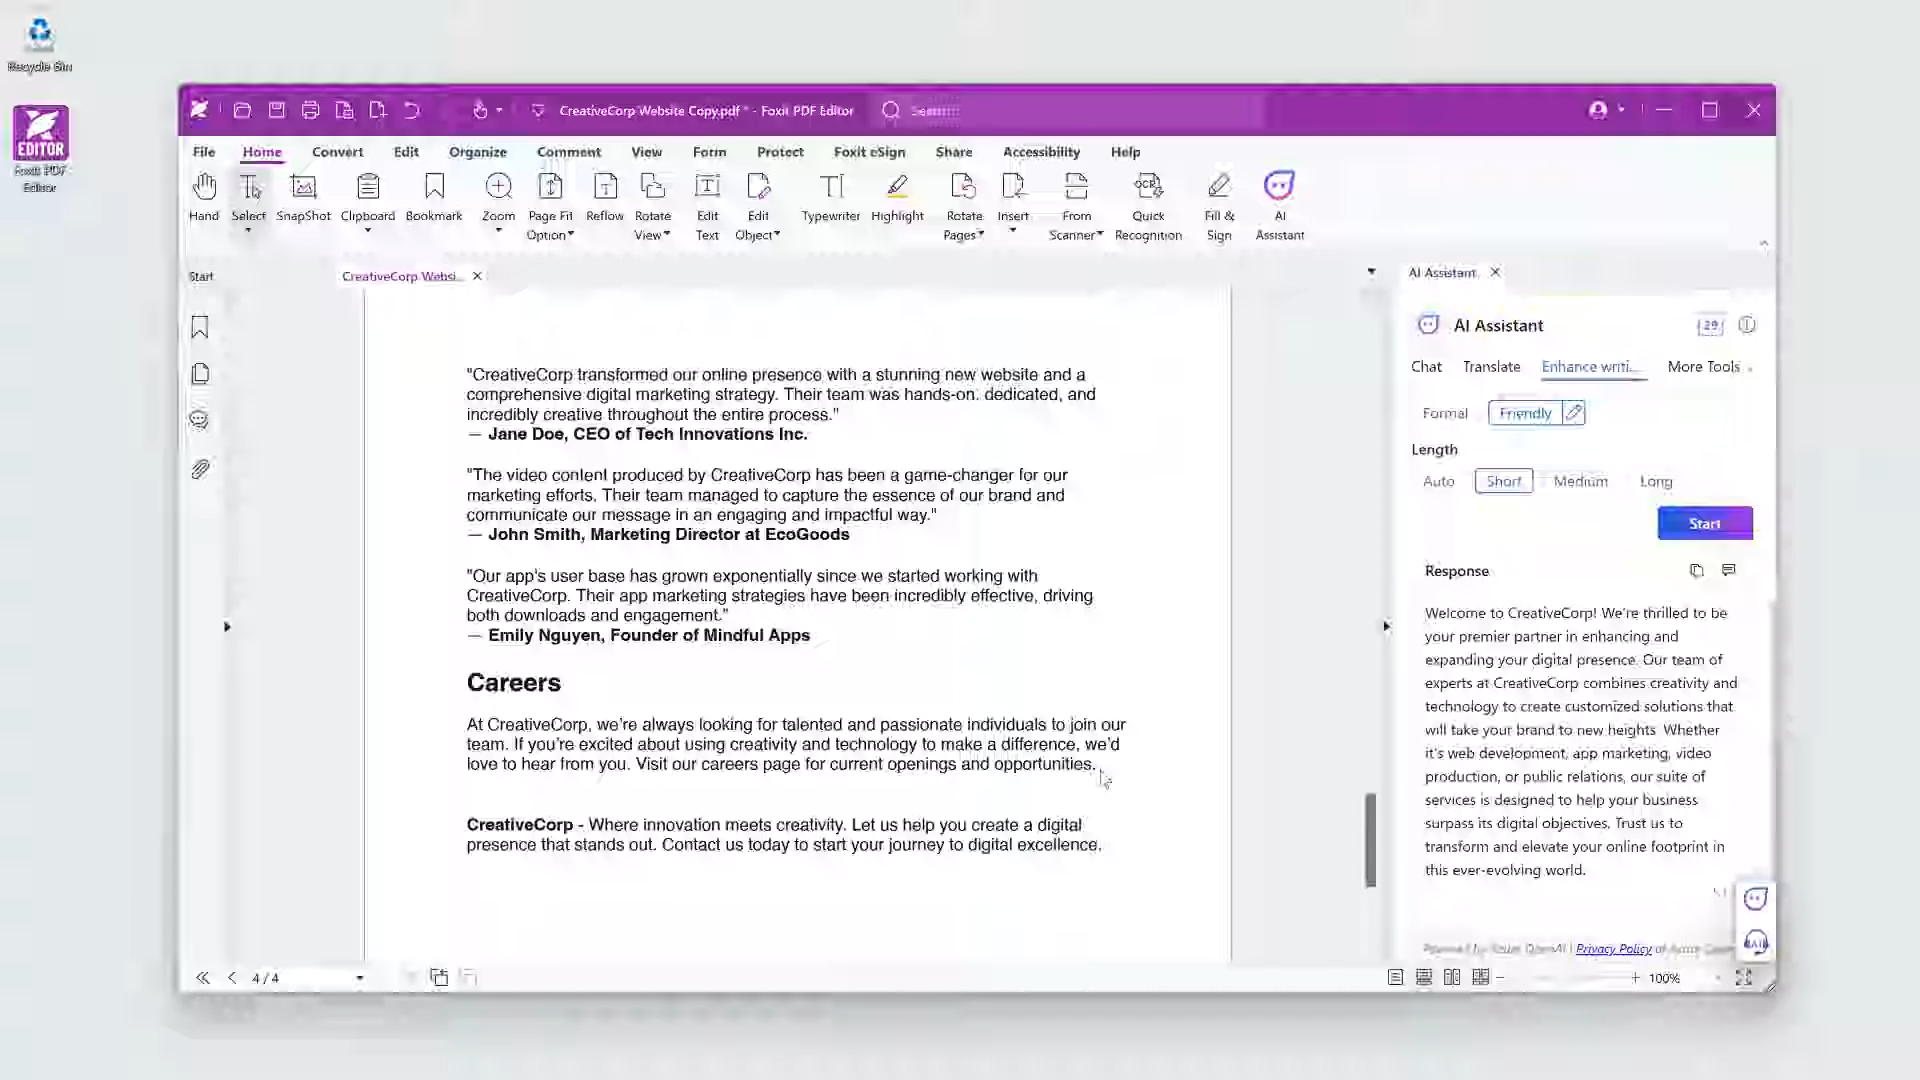 Recycle Bin
EDITOR
Foxit PDF
Editor
CreativeCorp Website Copy.pdf * - Foxit PDF Editor
Search
File Home Convert Edit Organize Comment View Form Protect Foxit eSign Share Accessibility Help
Hand Select SnapShot Clipboard Bookmark Zoom Page Fit Option Reflow Rotate View Edit Text Edit Object Typewriter Highlight Rotate Pages Insert From Scanner Quick Recognition Fill & Sign AI Assistant
OCR
Start
CreativeCorp Websi...
"CreativeCorp transformed our online presence with a stunning new website and a
comprehensive digital marketing strategy. Their team was hands-on, dedicated, and
incredibly creative throughout the entire process."
— Jane Doe, CEO of Tech Innovations Inc.
"The video content produced by CreativeCorp has been a game-changer for our
marketing efforts. Their team managed to capture the essence of our brand and
communicate our message in an engaging and impactful way."
— John Smith, Marketing Director at EcoGoods
"Our app's user base has grown exponentially since we started working with
CreativeCorp. Their app marketing strategies have been incredibly effective, driving
both downloads and engagement."
— Emily Nguyen, Founder of Mindful Apps
Careers
At CreativeCorp, we're always looking for talented and passionate individuals to join our
team. If you're excited about using creativity and technology to make a difference, we'd
love to hear from you. Visit our careers page for current openings and opportunities.
CreativeCorp - Where innovation meets creativity. Let us help you create a digital
presence that stands out. Contact us today to start your journey to digital excellence.
4 / 4
AI Assistant
AI Assistant
29
Chat Translate Enhance writi... More Tools
Formal Friendly
Length
Auto Short Medium Long
Start
Response
Welcome to CreativeCorp! We're thrilled to be
your premier partner in enhancing and
expanding your digital presence. Our team of
experts at CreativeCorp combines creativity and
technology to create customized solutions that
will take your brand to new heights. Whether
it's web development, app marketing, video
production, or public relations, our suite of
services is designed to help your business
surpass its digital objectives. Trust us to
transform and elevate your online footprint in
this ever-evolving world.
Powered by Azure OpenAI | Privacy Policy of Azure
100%